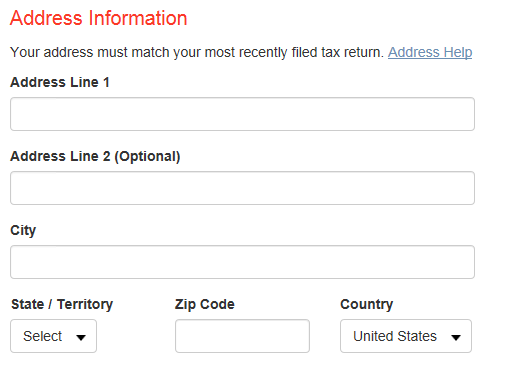 Address Information
Your address must match your most recently filed tax return. Address Help
Address Line 1
Address Line 2 (Optional)
City
State / Territory Zip Code Country
Select United States